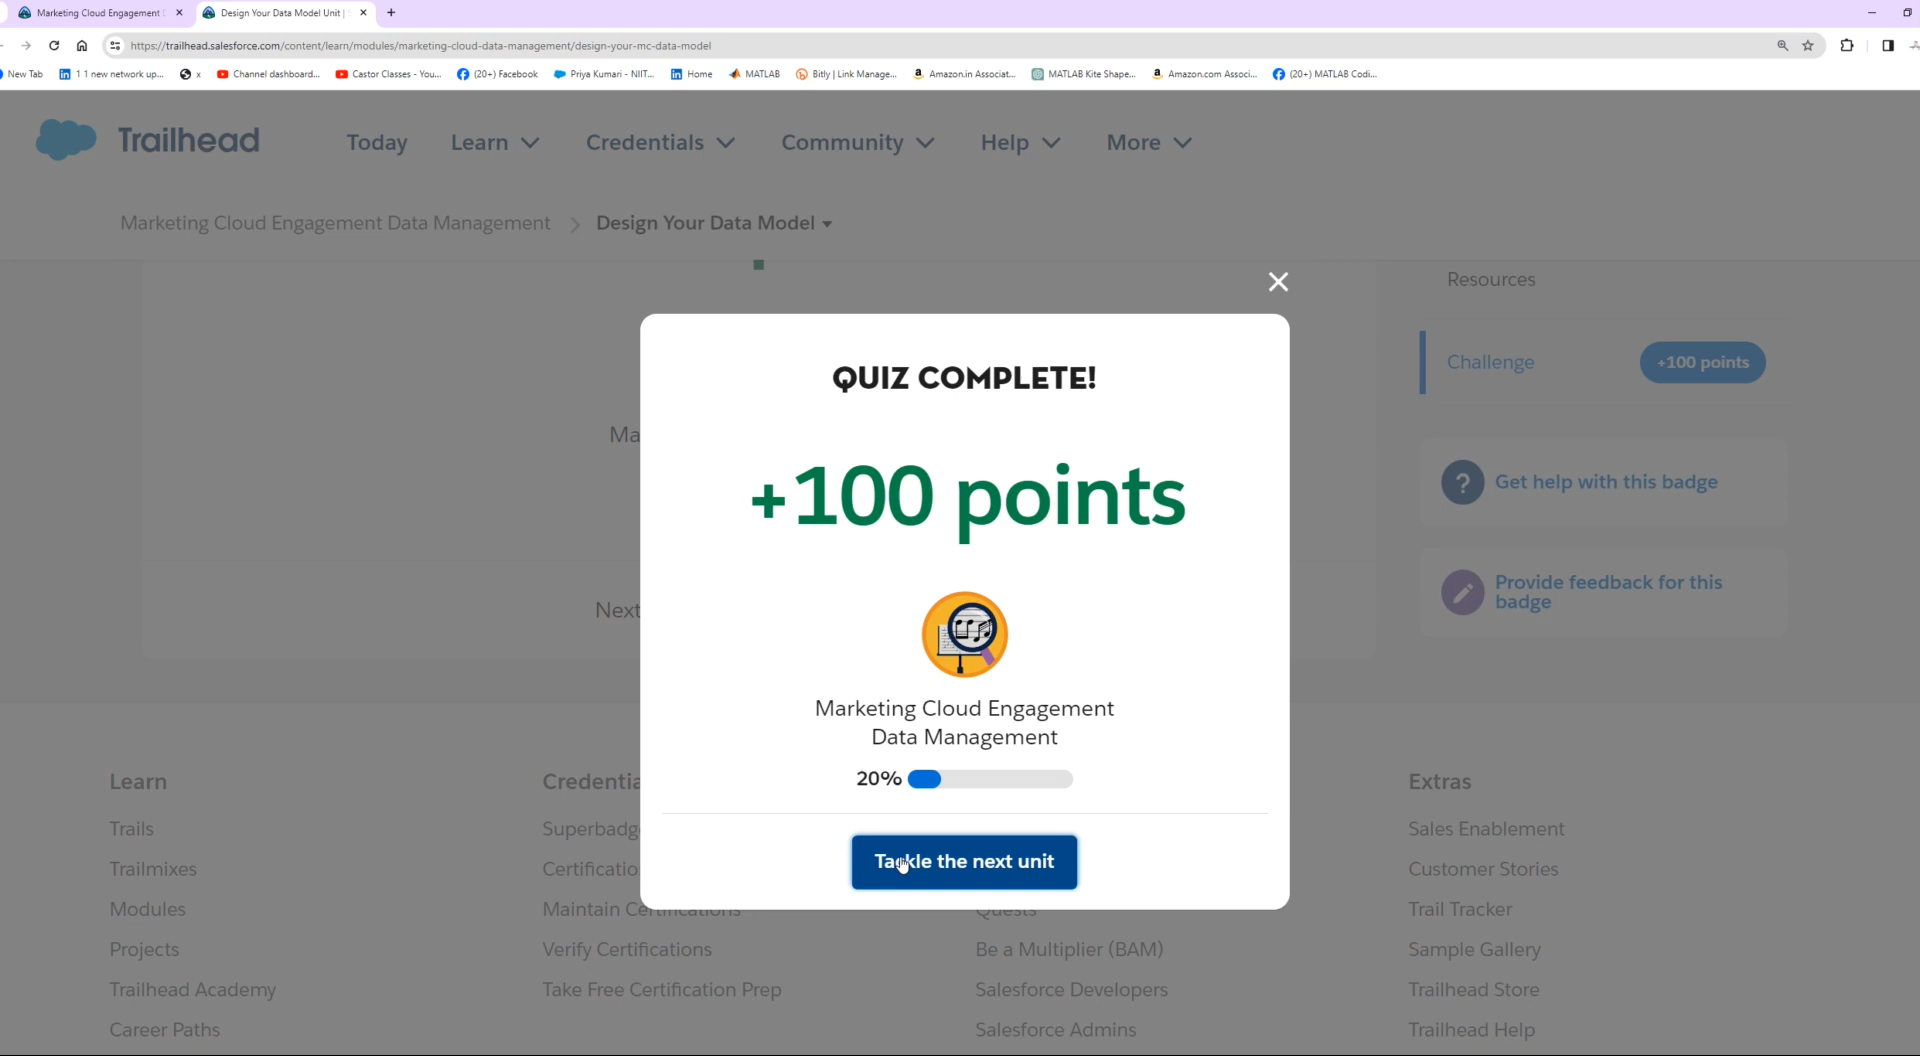 Marketing Cloud Engagement
Design Your Data Model Unit |
https://trailhead.salesforce.com/content/learn/modules/marketing-cloud-data-management/design-your-mc-data-model
New Tab
1 1 new network up...
x
Channel dashboard...
Castor Classes - You...
(20+) Facebook
Priya Kumari - NIIT...
Home
MATLAB
Bitly | Link Manage...
Amazon.in Associat...
MATLAB Kite Shape...
Amazon.com Associ...
(20+) MATLAB Codi...
Trailhead
Today
Learn
Credentials
Community
Help
More
Marketing Cloud Engagement Data Management
Design Your Data Model
Resources
Challenge
+100 points
Get help with this badge
Provide feedback for this
badge
Ma
Next
QUIZ COMPLETE!
+100 points
Marketing Cloud Engagement
Data Management
20%
Tackle the next unit
Learn
Trails
Trailmixes
Modules
Projects
Trailhead Academy
Career Paths
Credentia
Superbadg
Certificatio
Maintain Certifications
Verify Certifications
Take Free Certification Prep
Quests
Be a Multiplier (BAM)
Salesforce Developers
Salesforce Admins
Extras
Sales Enablement
Customer Stories
Trail Tracker
Sample Gallery
Trailhead Store
Trailhead Help